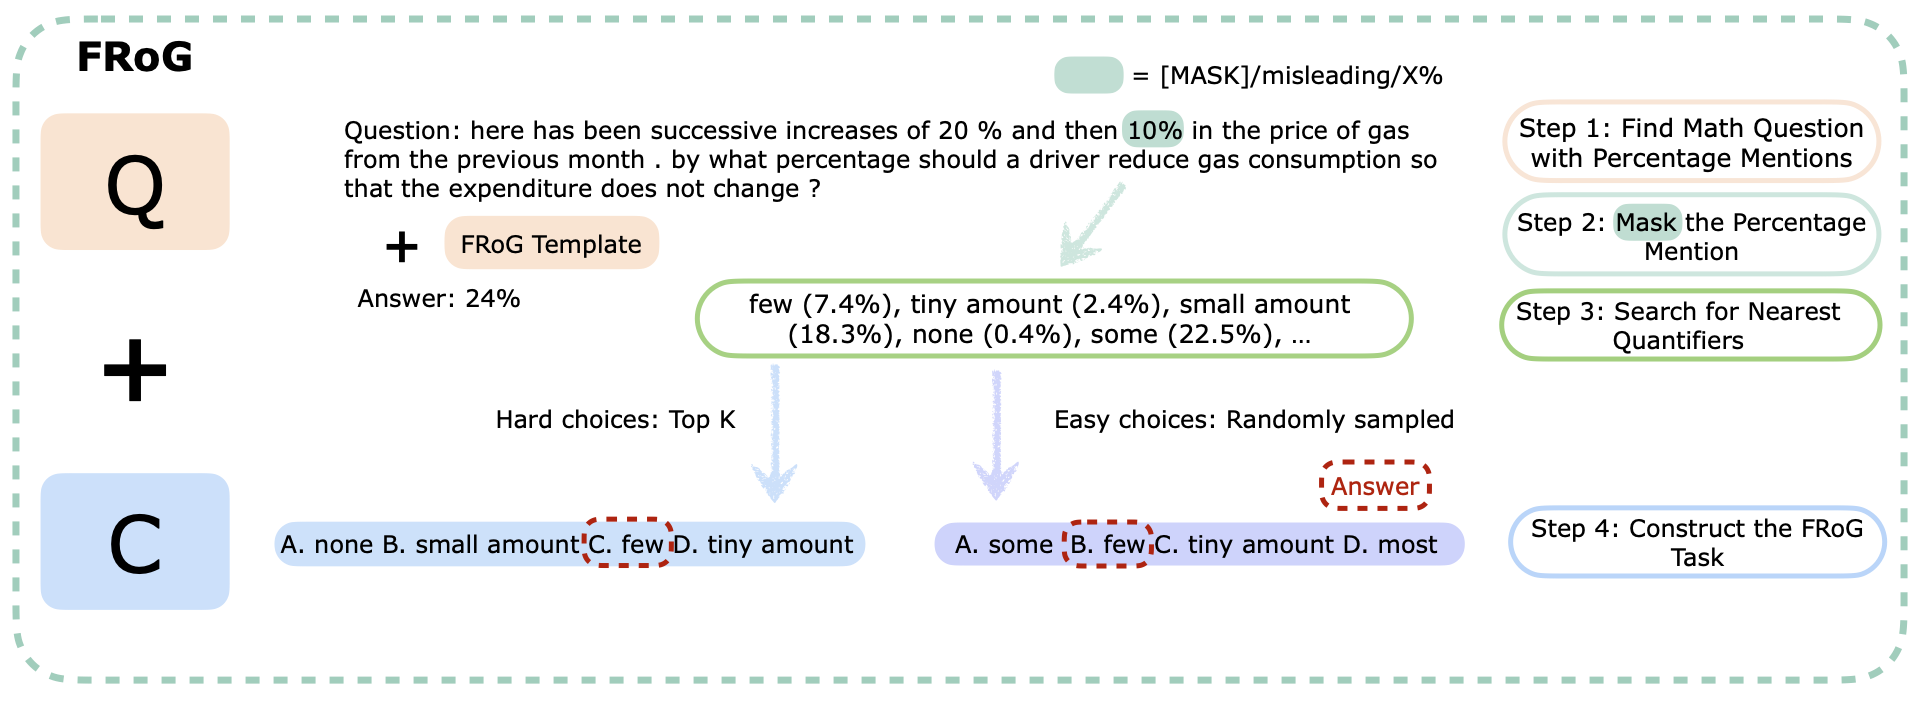 FRoG
= [MASK]/misleading/X%
Q
Question: here has been successive increases of 20 % and then 10% in the price of gas
from the previous month . by what percentage should a driver reduce gas consumption so
that the expenditure does not change ?
+ FRoG Template
Answer: 24%
few (7.4%), tiny amount (2.4%), small amount
(18.3%), none (0.4%), some (22.5%), ...
+
Hard choices: Top K
Easy choices: Randomly sampled
Answer
C
A. none B. small amount C. few D. tiny amount
A. some B. few C. tiny amount D. most
Step 1: Find Math Question
with Percentage Mentions
Step 2: Mask the Percentage
Mention
Step 3: Search for Nearest
Quantifiers
Step 4: Construct the FRoG
Task